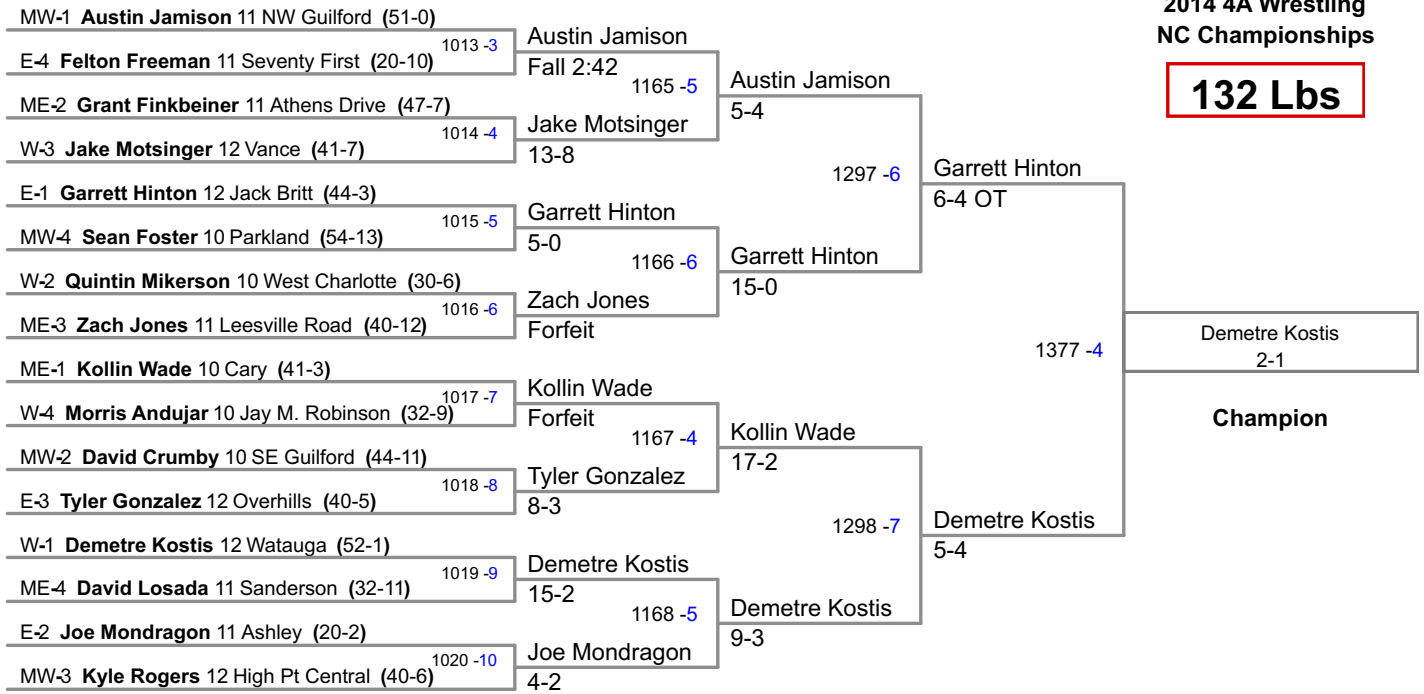 2014 4A Wrestling
NC Championships
132 Lbs
MW-1 Austin Jamison 11 NW Guilford (51-0)
E-4 Felton Freeman 11 Seventy First (20-10)
ME-2 Grant Finkbeiner 11 Athens Drive (47-7)
W-3 Jake Motsinger 12 Vance (41-7)
E-1 Garrett Hinton 12 Jack Britt (44-3)
MW-4 Sean Foster 10 Parkland (54-13)
W-2 Quintin Mikerson 10 West Charlotte (30-6)
ME-3 Zach Jones 11 Leesville Road (40-12)
ME-1 Kollin Wade 10 Cary (41-3)
W-4 Morris Andujar 10 Jay M. Robinson (32-9)
MW-2 David Crumby 10 SE Guilford (44-11)
E-3 Tyler Gonzalez 12 Overhills (40-5)
W-1 Demetre Kostis 12 Watauga (52-1)
ME-4 David Losada 11 Sanderson (32-11)
E-2 Joe Mondragon 11 Ashley (20-2)
MW-3 Kyle Rogers 12 High Pt Central (40-6)
1013 -3
1014 -4
1015 -5
1016 -6
1017 -7
1018 -8
1019 -9
1020 -10
Austin Jamison
Fall 2:42
Jake Motsinger
13-8
Garrett Hinton
5-0
Zach Jones
Forfeit
Kollin Wade
Forfeit
Tyler Gonzalez
8-3
Demetre Kostis
15-2
Joe Mondragon
4-2
1165 -5
1166 -6
1167 -4
1168 -5
Austin Jamison
5-4
Garrett Hinton
15-0
Kollin Wade
17-2
Demetre Kostis
9-3
1297 -6
1298 -7
Garrett Hinton
6-4 OT
Demetre Kostis
5-4
1377 -4
Demetre Kostis
2-1
Champion